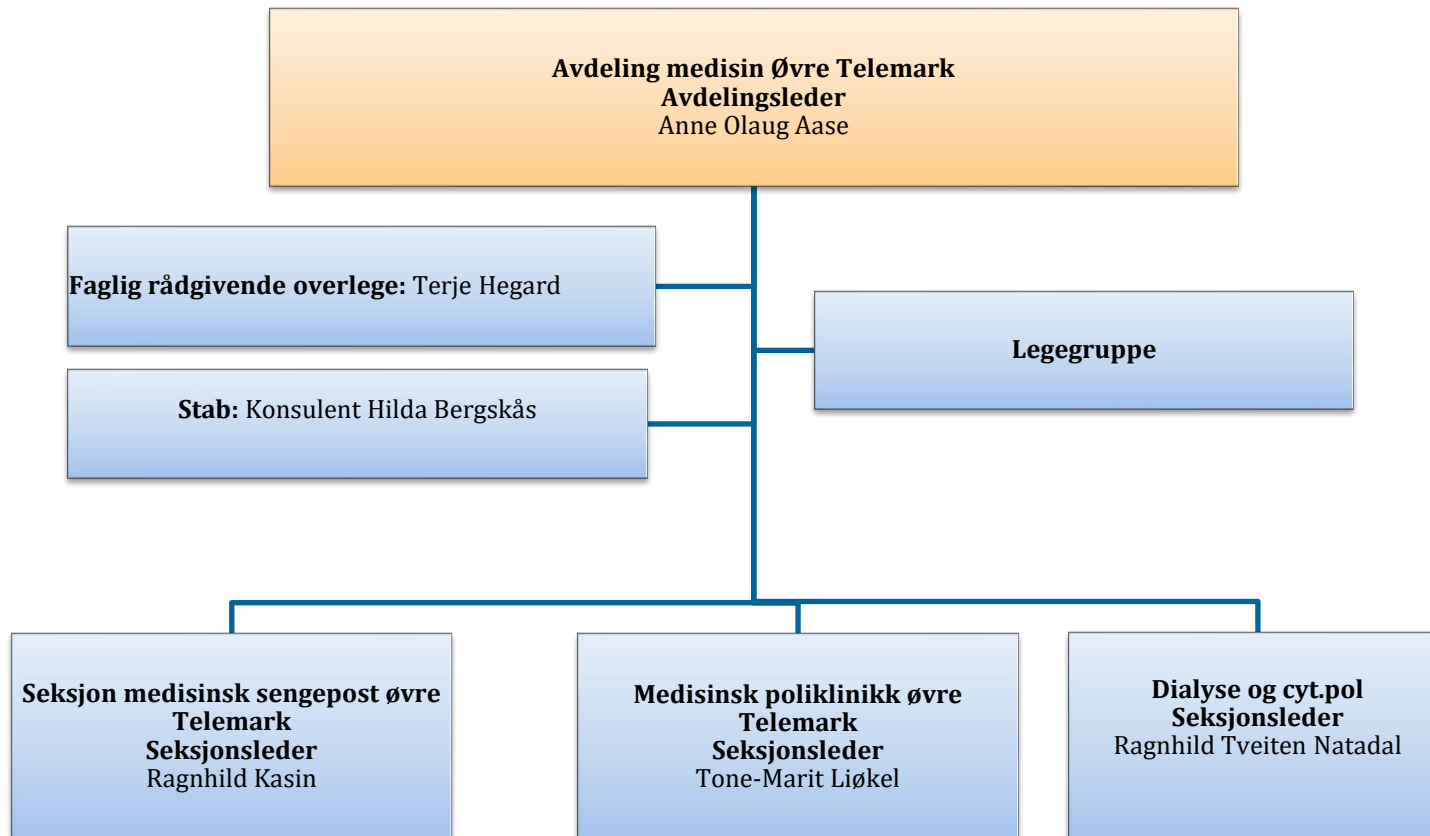 Avdeling medisin Øvre Telemark
Avdelingsleder
Anne Olaug Aase
Faglig rådgivende overlege: Terje Hegard
Legegruppe
Stab: Konsulent Hilda Bergskås
Seksjon medisinsk sengepost øvre
Telemark
Seksjonsleder
Ragnhild Kasin
Medisinsk poliklinikk øvre
Telemark
Seksjonsleder
Tone-Marit Liøkel
Dialyse og cyt.pol
Seksjonsleder
Ragnhild Tveiten Natadal